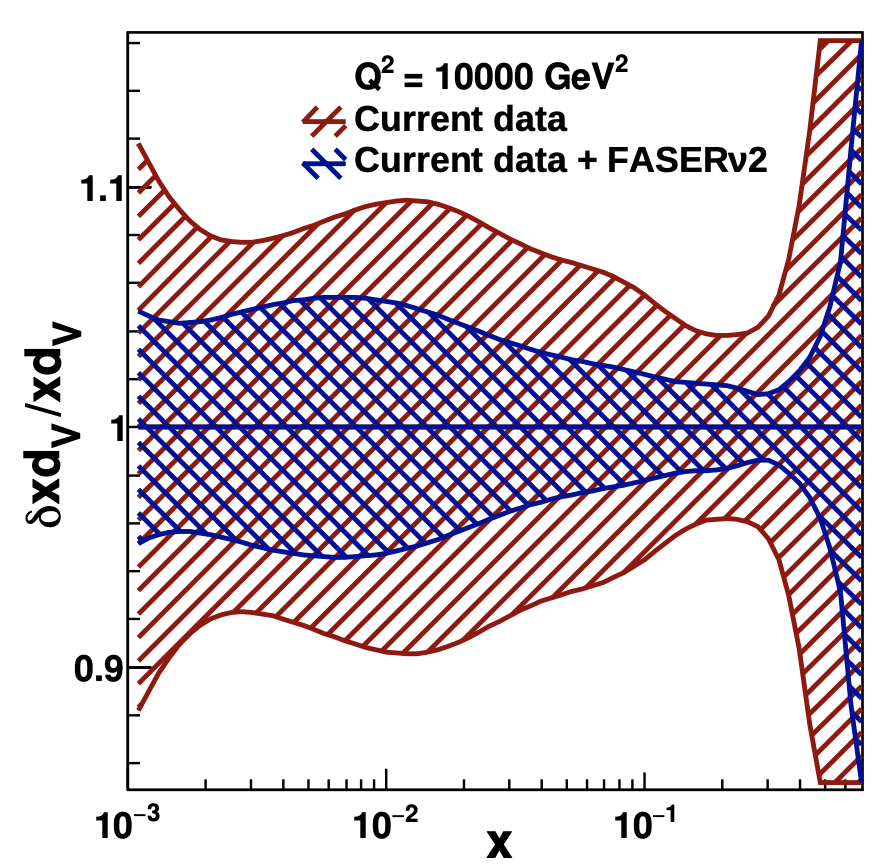 Q² = 10000 GeV²
Current data
Current data + FASERν2
δxd_V/xd_V
1.1
1
0.9
10⁻³
10⁻²
10⁻¹
x